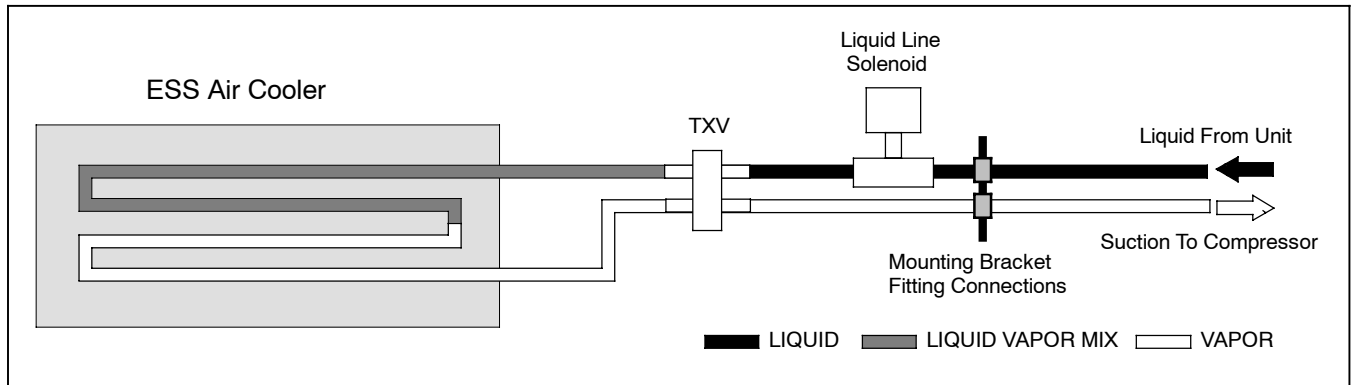 Liquid Line
Solenoid
ESS Air Cooler
TXV
Liquid From Unit
Suction To Compressor
Mounting Bracket
Fitting Connections
LIQUID
LIQUID VAPOR MIX
VAPOR